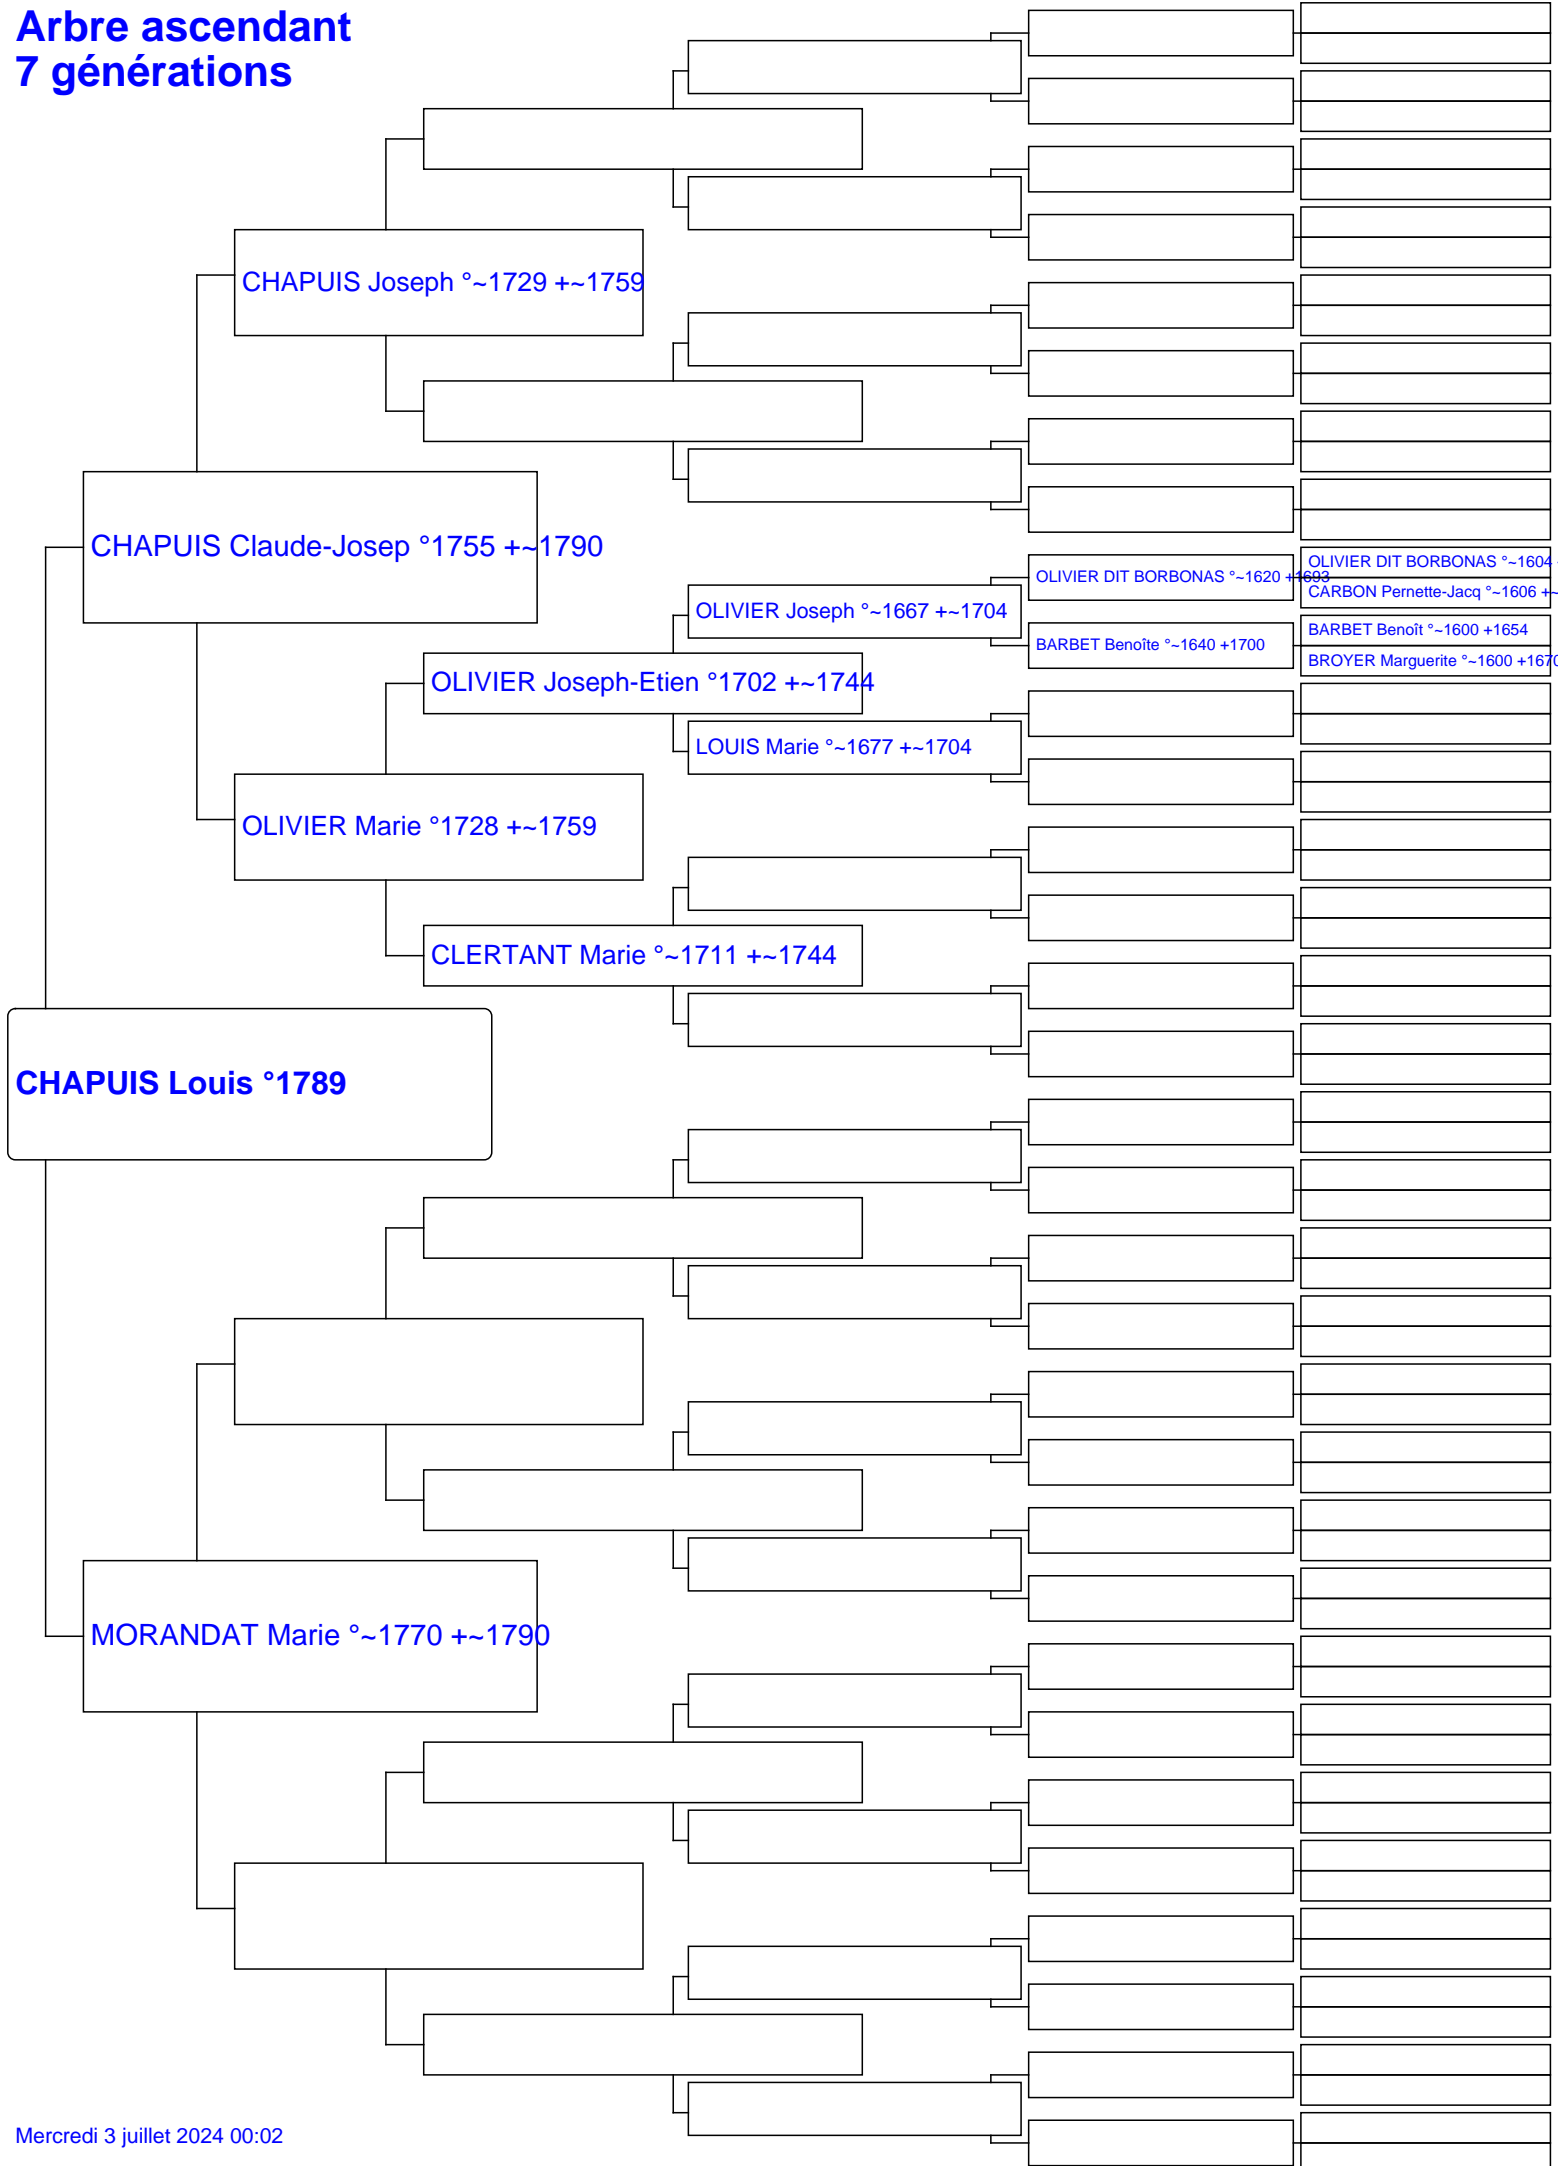 Arbre ascendant
7 générations
CHAPUIS Joseph °~1729 +~1759
CHAPUIS Claude-Josep °1755 +~1790
OLIVIER DIT BORBONAS °~1604
OLIVIER DIT BORBONAS °~1620 +1693
CARBON Pernette-Jacq °~1606 +~
OLIVIER Joseph °~1667 +~1704
BARBET Benoît °~1600 +1654
BARBET Benoîte °~1640 +1700
BROYER Marguerite °~1600 +1670
OLIVIER Joseph-Etien °1702 +~1744
LOUIS Marie °~1677 +~1704
OLIVIER Marie °1728 +~1759
CLERTANT Marie °~1711 +~1744
CHAPUIS Louis °1789
MORANDAT Marie °~1770 +~1790
Mercredi 3 juillet 2024 00:02